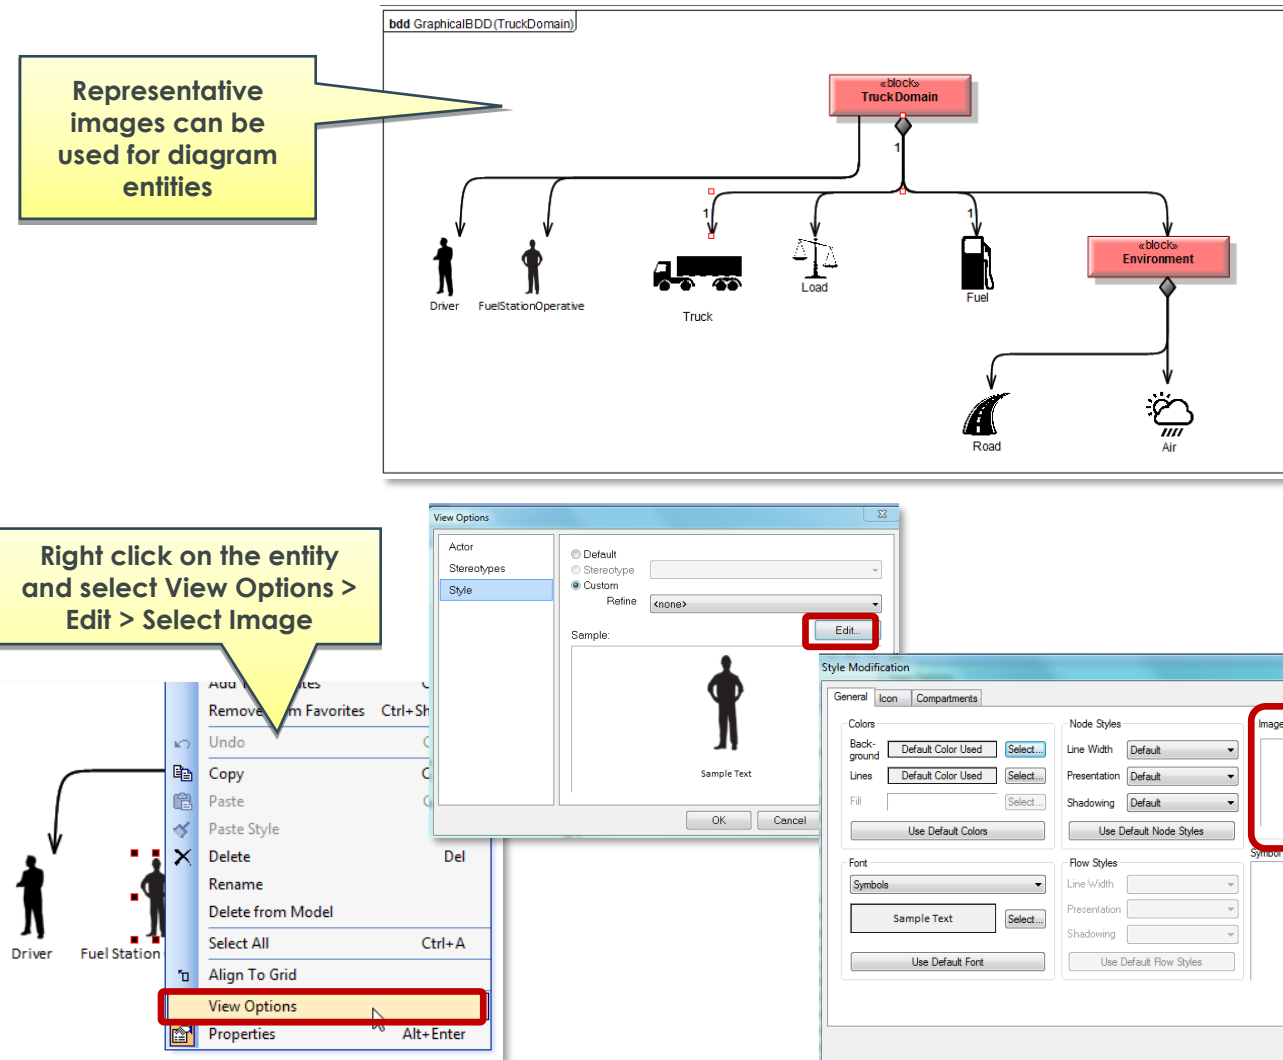 bdd GraphicalBDD(TruckDomain)
Representative
images can be
used for diagram
entities
«block»
TruckDomain
1
1
1
«block»
Environment
Driver
FuelStationOperative
Truck
Load
Fuel
Road
Air
Right click on the entity
and select View Options >
Edit > Select Image
View Options
Actor
Stereotypes
Style
Default
Stereotype
Custom
Refine
<none>
Edit...
Sample:
Sample Text
OK
Cancel
Remove
Favorites
Undo
Copy
Paste
Paste Style
Delete Del
Rename
Delete from Model
Select All Ctrl+A
Align To Grid
View Options
Properties Alt+Enter
Driver
Fuel Station
Style Modification
General
Icon
Compartments
Colors
Back-
ground
Default Color Used
Select...
Lines
Default Color Used
Select...
Fill
Select...
Use Default Colors
Node Styles
Line Width
Default
Presentation
Default
Shadowing
Default
Use Default Node Styles
Image
Symbol
Font
Symbols
Sample Text
Select...
Use Default Font
Flow Styles
Line Width
Presentation
Shadowing
Use Default Flow Styles